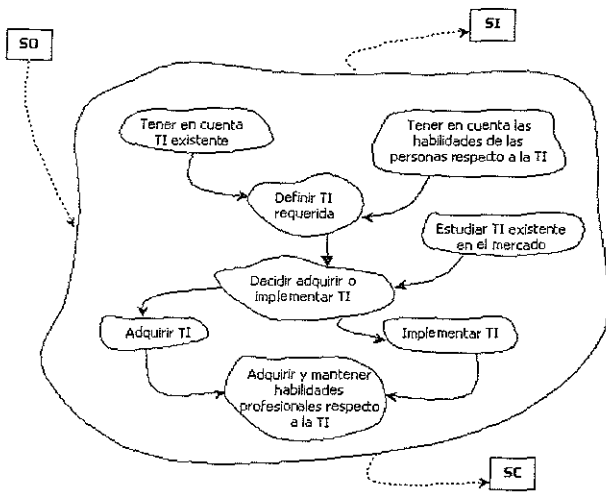 SO
SI
Tener en cuenta
TI existente
Tener en cuenta las
habilidades de las
personas respecto a la TI
Definir TI
requerida
Estudiar TI existente
en el mercado
Decidir adquirir o
implementar TI
Adquirir TI
Implementar TI
Adquirir y mantener
habilidades
profesionales respecto
a la TI
SC